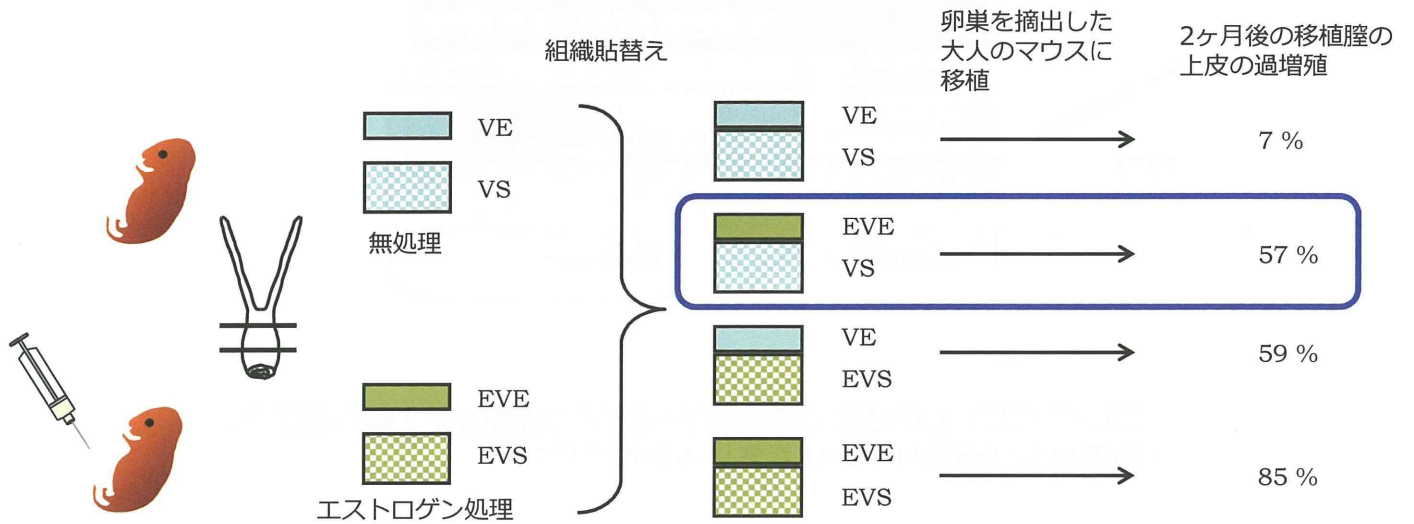 組織貼替え
卵巣を摘出した
大人のマウスに
移植
2ヶ月後の移植膣の
上皮の過増殖
VE
VS
無処理
EVE
EVS
エストロゲン処理
VE
VS
7 %
EVE
VS
57 %
VE
EVS
59 %
EVE
EVS
85 %